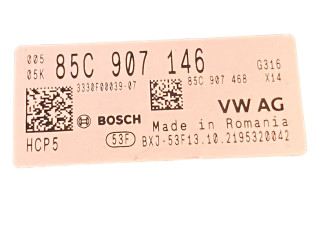 005
05K 85C 907 146 G316
3330F00039-07 85C 907 468 X14
BOSCH VW AG
Made in Romania
HCP5 53F BXJ-53F13.10.2195320042